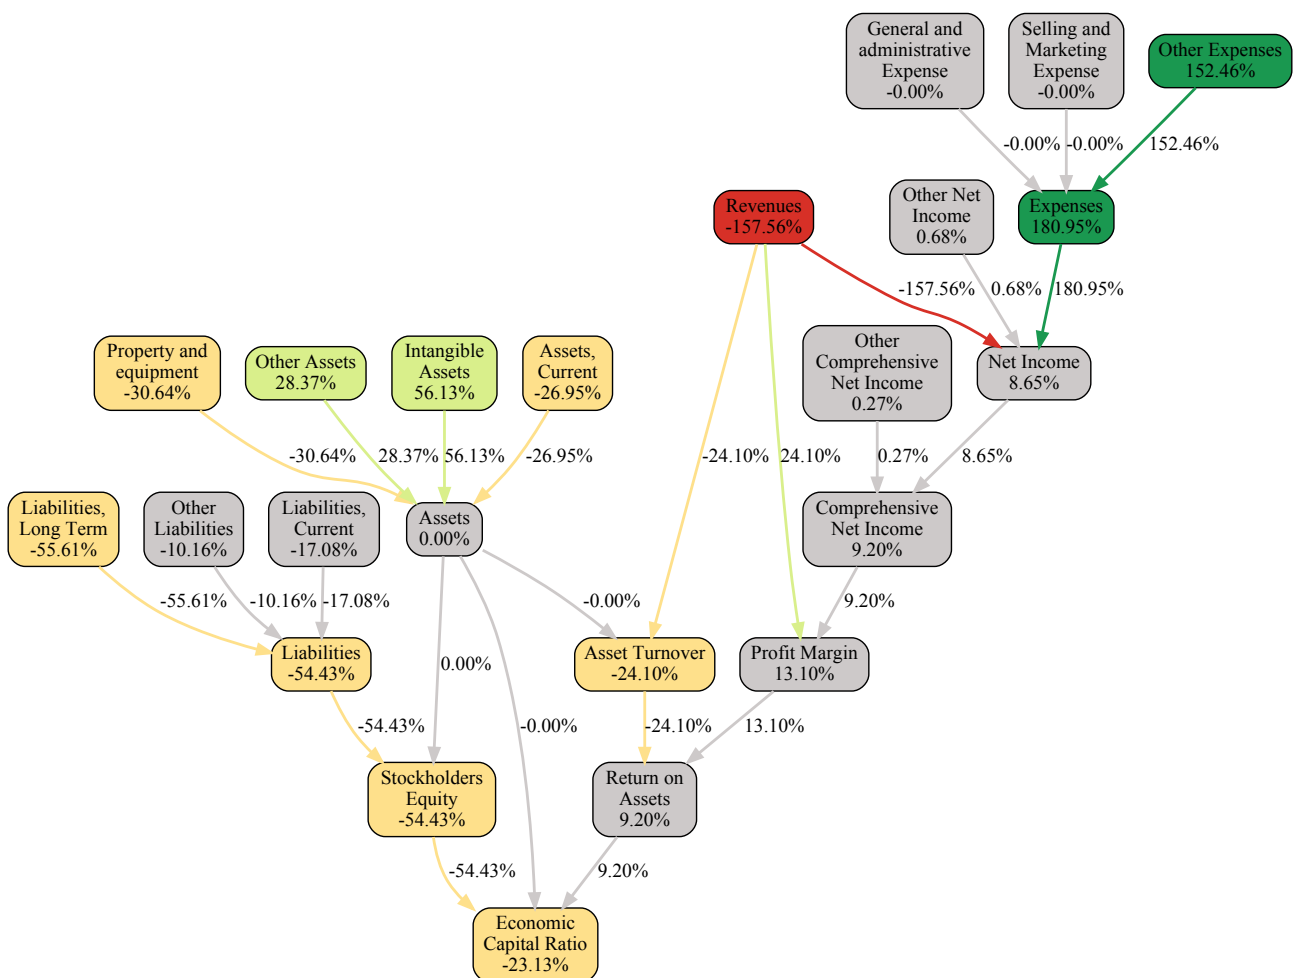 General and
administrative
Expense
-0.00%
Selling and
Marketing
Expense
-0.00%
Other Expenses
152.46%
-0.00%
-0.00%
152.46%
Revenues
-157.56%
Other Net
Income
0.68%
Expenses
180.95%
-157.56%
0.68%
180.95%
Property and
equipment
-30.64%
Other Assets
28.37%
Intangible
Assets
56.13%
Assets,
Current
-26.95%
Other
Comprehensive
Net Income
0.27%
Net Income
8.65%
-30.64%
28.37%
56.13%
-26.95%
-24.10%
24.10%
0.27%
8.65%
Liabilities,
Long Term
-55.61%
Other
Liabilities
-10.16%
Liabilities,
Current
-17.08%
Assets
0.00%
Comprehensive
Net Income
9.20%
-55.61%
-10.16%
-17.08%
-0.00%
9.20%
Liabilities
-54.43%
0.00%
Asset Turnover
-24.10%
Profit Margin
13.10%
-54.43%
-0.00%
-24.10%
13.10%
Stockholders
Equity
-54.43%
Return on
Assets
9.20%
-54.43%
9.20%
Economic
Capital Ratio
-23.13%